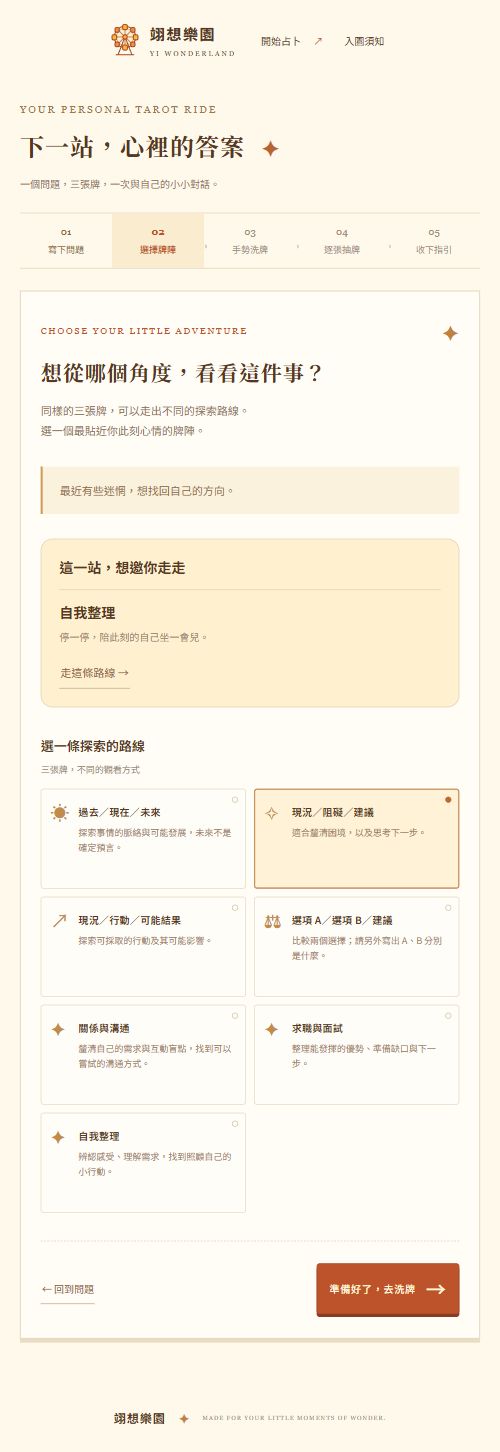 翊想樂園
YI WONDERLAND
開始占卜 ↗
入園須知
YOUR PERSONAL TAROT RIDE
下一站，心裡的答案 ✦
一個問題，三張牌，一次與自己的小小對話。
01
寫下問題
02
選擇牌陣
03
手勢洗牌
04
逐張抽牌
05
收下指引
CHOOSE YOUR LITTLE ADVENTURE
想從哪個角度，看看這件事？
同樣的三張牌，可以走出不同的探索路線。
選一個最貼近你此刻心情的牌陣。
最近有些迷惘，想找回自己的方向。
這一站，想邀你走走
自我整理
停一停，陪此刻的自己坐一會兒。
走這條路線 →
選一條探索的路線
三張牌，不同的觀看方式
過去／現在／未來
探索事情的脈絡與可能發展，未來不是
確定預言。
現況／阻礙／建議
適合釐清困境，以及思考下一步。
現況／行動／可能結果
探索可採取的行動及其可能影響。
選項 A／選項 B／建議
比較兩個選擇；請另外寫出 A、B 分別
是什麼。
關係與溝通
釐清自己的需求與互動盲點，找到可以
嘗試的溝通方式。
求職與面試
整理能發揮的優勢、準備缺口與下一
步。
自我整理
辨認感受、理解需求，找到照顧自己的
小行動。
← 回到問題
準備好了，去洗牌 →
翊想樂園 ✦ MADE FOR YOUR LITTLE MOMENTS OF WONDER.